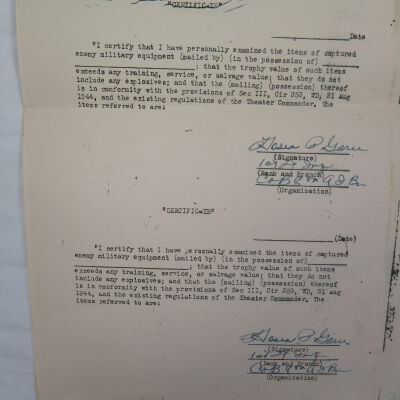 "CERTIFICATE"
Date
"I certify that I have personally examined the items of captured
enemy military equipment (mailed by) (in the possession of)
; that the trophy value of such items
exceeds any training, service, or salvage value; that they do not
include any explosives; and that the (mailing) (possession) thereof
is in conformity with the provisions of Sec III, Cir 353, WD, 31 Aug
1944, and the existing regulations of the Theater Commander. The
items referred to are:
(Signature)
(Rank and Branch)
(Organization)
"CERTIFICATE"
(Date)
"I certify that I have personally examined the items of captured
enemy military equipment (mailed by) (in the possession of)
; that the trophy value of such items
exceeds any training, service, or salvage value; that they do not
include any explosives; and that the (mailing) (possession) thereof
is in conformity with the provisions of Sec III, Cir 353, WD, 31 Aug
1944, and the existing regulations of the Theater Commander. The
items referred to are:
(Signature)
(Rank and Branch)
(Organization)